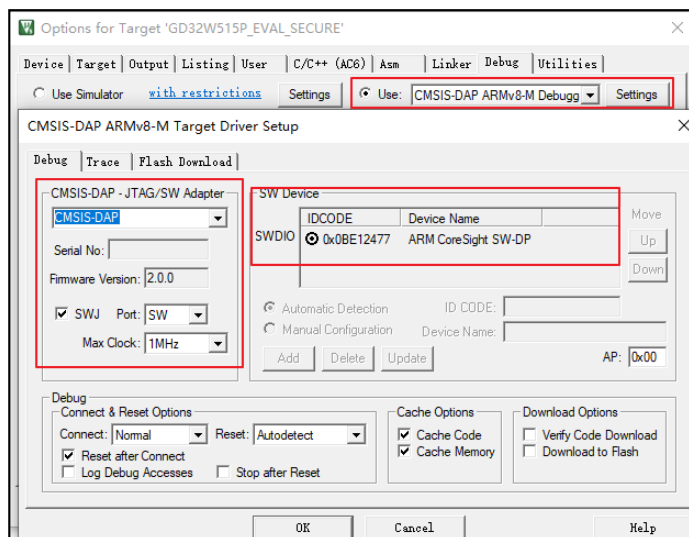 Options for Target 'GD32W515P_EVAL_SECURE'
Device Target Output Listing User C/C++ (AC6) Asm Linker Debug Utilities
Use Simulator with restrictions Settings Use: CMSIS-DAP ARMv8-M Debugg Settings
CMSIS-DAP ARMv8-M Target Driver Setup
Debug Trace Flash Download
CMSIS-DAP - JTAG/SW Adapter
CMSIS-DAP
Serial No:
Firmware Version: 2.0.0
SWJ Port: SW
Max Clock: 1MHz
SW Device
IDCODE Device Name
SWDIO 0x0BE12477 ARM CoreSight SW-DP
Move
Up
Down
Automatic Detection ID CODE:
Manual Configuration Device Name:
Add Delete Update AP: 0x00
Debug
Connect & Reset Options
Connect: Normal Reset: Autodetect
Reset after Connect
Log Debug Accesses Stop after Reset
Cache Options
Cache Code
Cache Memory
Download Options
Verify Code Download
Download to Flash
OK Cancel Help